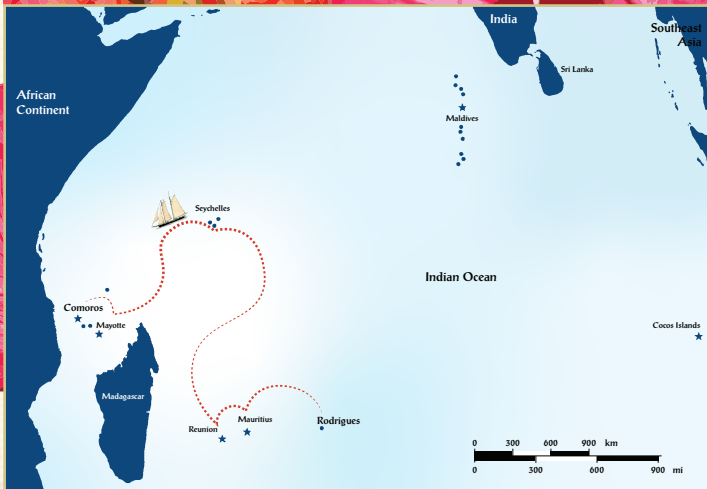 India
Southeast
Asia
Sri Lanka
African
Continent
Maldives
Seychelles
Indian Ocean
Comoros
Mayotte
Cocos Islands
Madagascar
Reunion
Mauritius
Rodrigues
0 300 600 900 km
0 300 600 900 mi